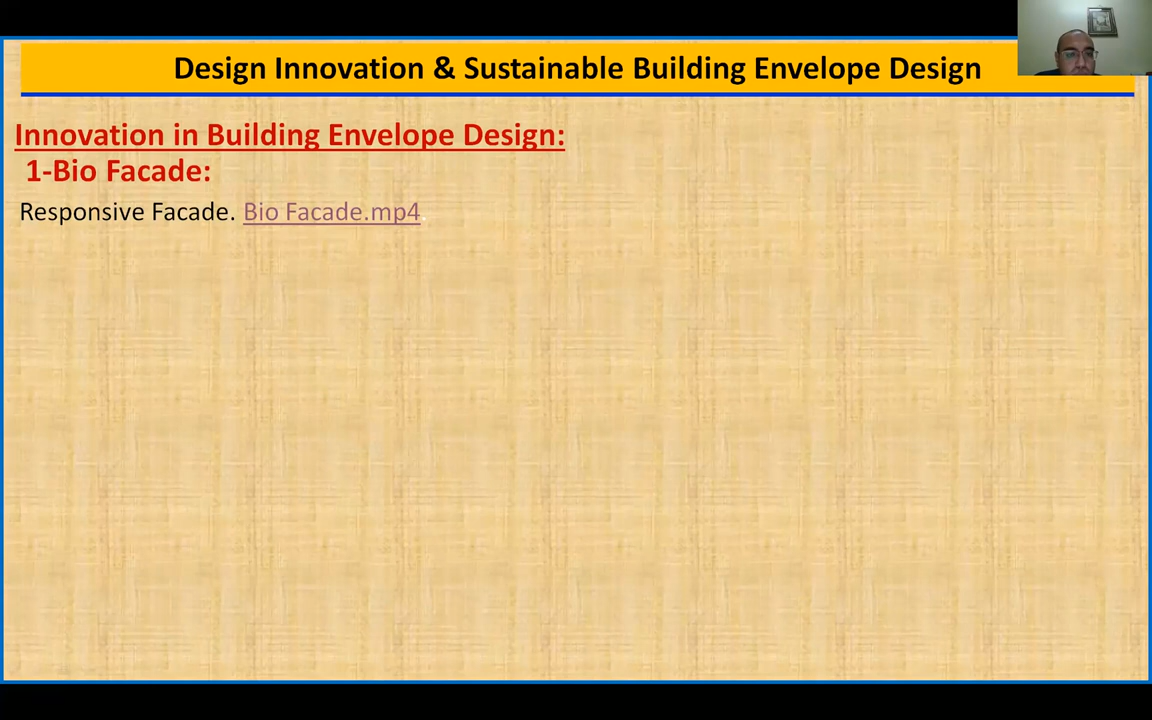 Design Innovation & Sustainable Building Envelope Design
Innovation in Building Envelope Design:
1-Bio Facade:
Responsive Facade. Bio Facade.mp4.